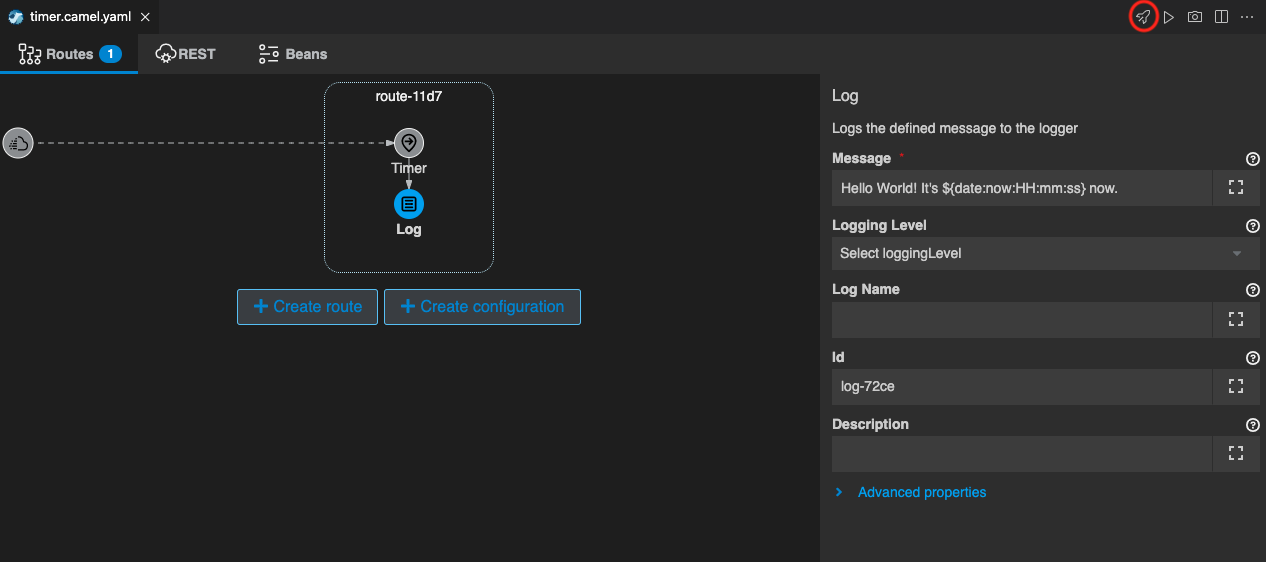 timer.camel.yaml
Routes 1 REST Beans
route-11d7
Timer
Log
Create route
Create configuration
Log
Logs the defined message to the logger
Message *
Hello World! It's ${date:now:HH:mm:ss} now.
Logging Level
Select loggingLevel
Log Name
Id
log-72ce
Description
Advanced properties